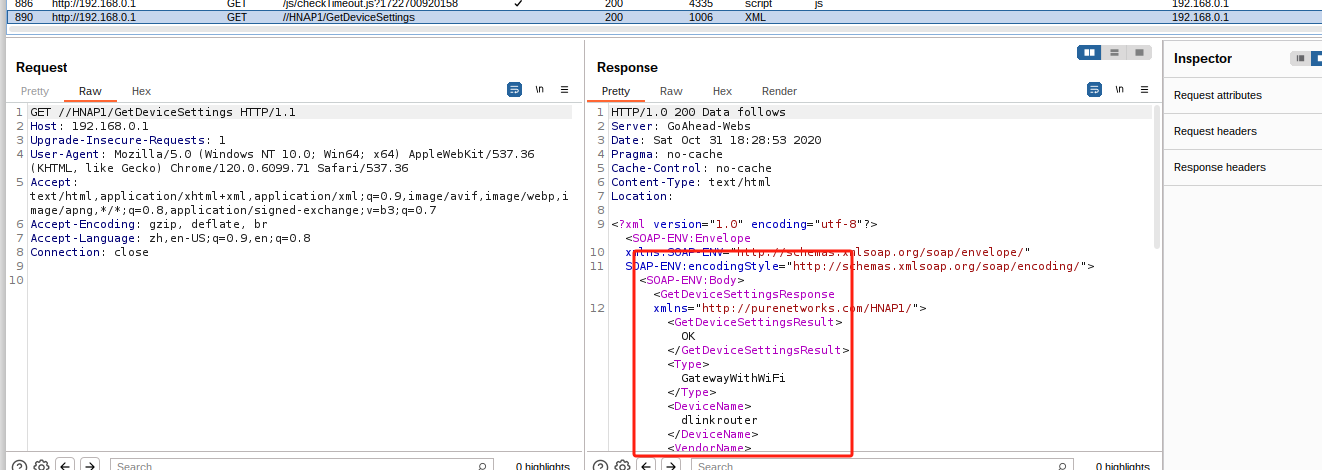 886 http://192.168.0.1 GET /js/checkTimeout.js?1722700920158 ✓ 200 4335 script js 192.168.0.1
890 http://192.168.0.1 GET //HNAP1/GetDeviceSettings 200 1006 XML 192.168.0.1
Request
Pretty Raw Hex \n
1 GET //HNAP1/GetDeviceSettings HTTP/1.1
2 Host: 192.168.0.1
3 Upgrade-Insecure-Requests: 1
4 User-Agent: Mozilla/5.0 (Windows NT 10.0; Win64; x64) AppleWebKit/537.36
(KHTML, like Gecko) Chrome/120.0.6099.71 Safari/537.36
5 Accept:
text/html,application/xhtml+xml,application/xml;q=0.9,image/avif,image/webp,i
mage/apng,*/*;q=0.8,application/signed-exchange;v=b3;q=0.7
6 Accept-Encoding: gzip, deflate, br
7 Accept-Language: zh,en-US;q=0.9,en;q=0.8
8 Connection: close
9
10
Search
0 highlights
Response
Pretty Raw Hex Render \n
1 HTTP/1.0 200 Data follows
2 Server: GoAhead-Webs
3 Date: Sat Oct 31 18:28:53 2020
4 Pragma: no-cache
5 Cache-Control: no-cache
6 Content-Type: text/html
7 Location:
8
9 <?xml version="1.0" encoding="utf-8"?>
<SOAP-ENV:Envelope
10 xmlns:SOAP-ENV="http://schemas.xmlsoap.org/soap/envelope/"
11 SOAP-ENV:encodingStyle="http://schemas.xmlsoap.org/soap/encoding/">
<SOAP-ENV:Body>
<GetDeviceSettingsResponse
12 xmlns="http://purenetworks.com/HNAP1/">
<GetDeviceSettingsResult>
OK
</GetDeviceSettingsResult>
<Type>
GatewayWithWiFi
</Type>
<DeviceName>
dlinkrouter
</DeviceName>
<VendorName>
Search
0 highlights
Inspector
Request attributes
Request headers
Response headers